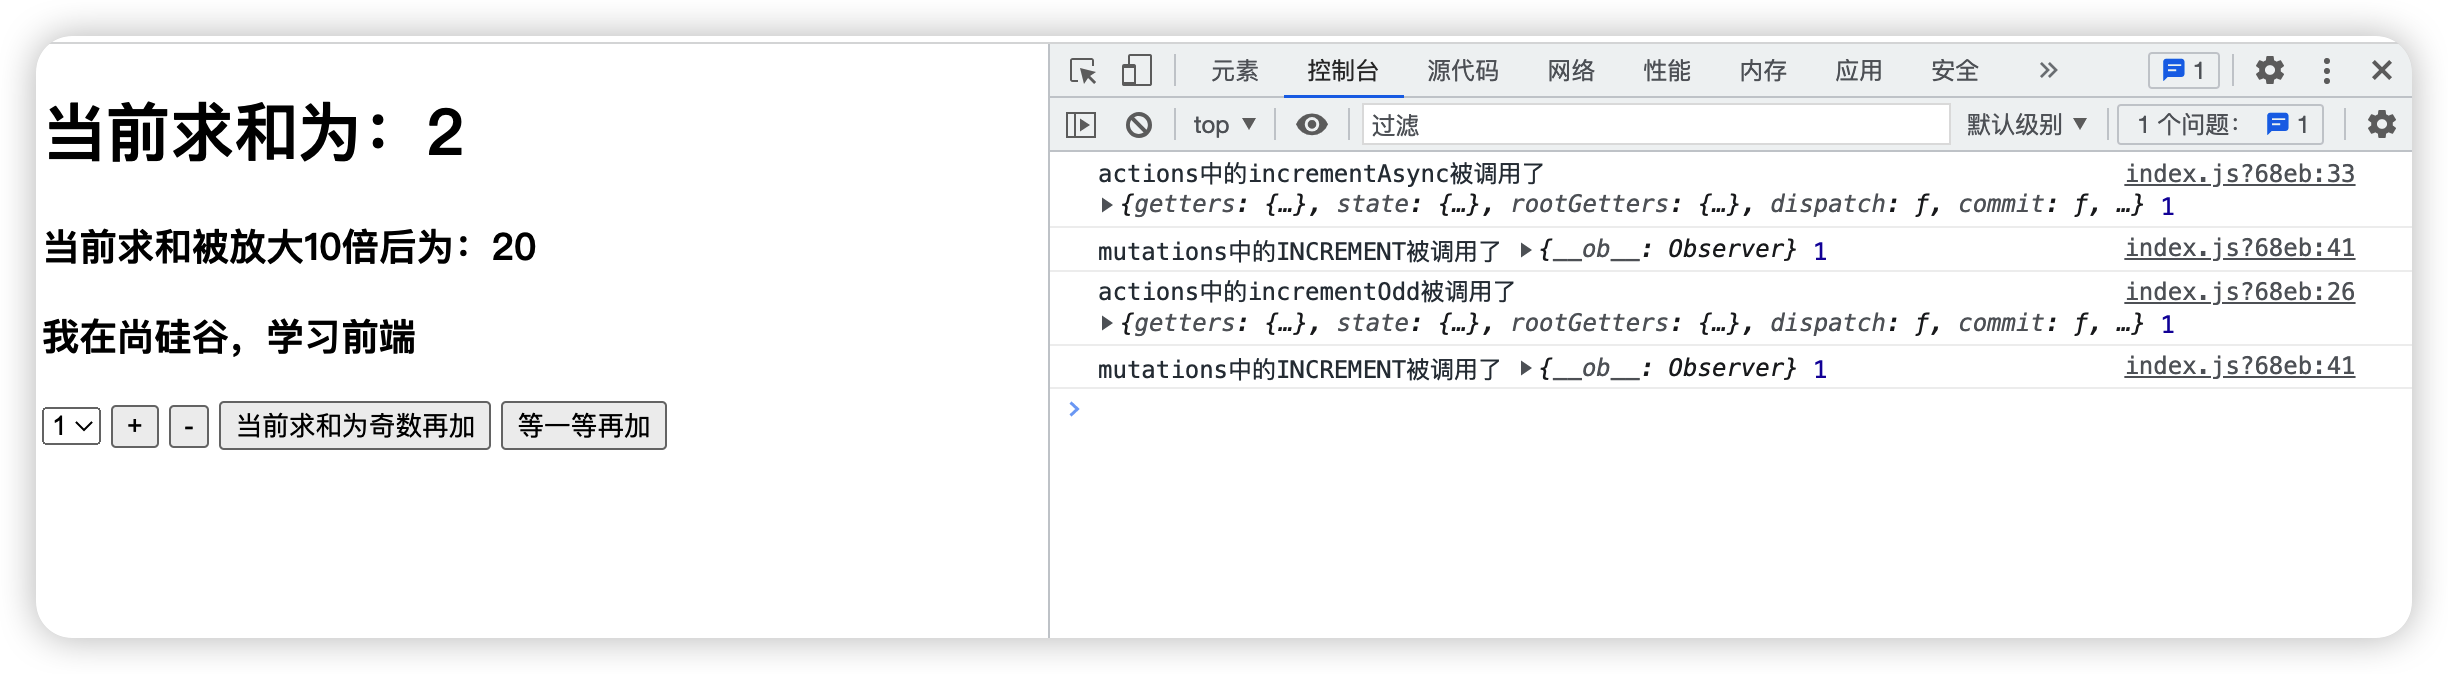 当前求和为：2
当前求和被放大10倍后为：20
我在尚硅谷，学习前端
1 + - 当前求和为奇数再加 等一等再加
元素 控制台 源代码 网络 性能 内存 应用 安全 1
top 过滤 默认级别 1 个问题： 1
actions中的incrementAsync被调用了 index.js?68eb:33
{getters: {…}, state: {…}, rootGetters: {…}, dispatch: ƒ, commit: ƒ, …} 1
mutations中的INCREMENT被调用了 {__ob__: Observer} 1 index.js?68eb:41
actions中的incrementOdd被调用了 index.js?68eb:26
{getters: {…}, state: {…}, rootGetters: {…}, dispatch: ƒ, commit: ƒ, …} 1
mutations中的INCREMENT被调用了 {__ob__: Observer} 1 index.js?68eb:41